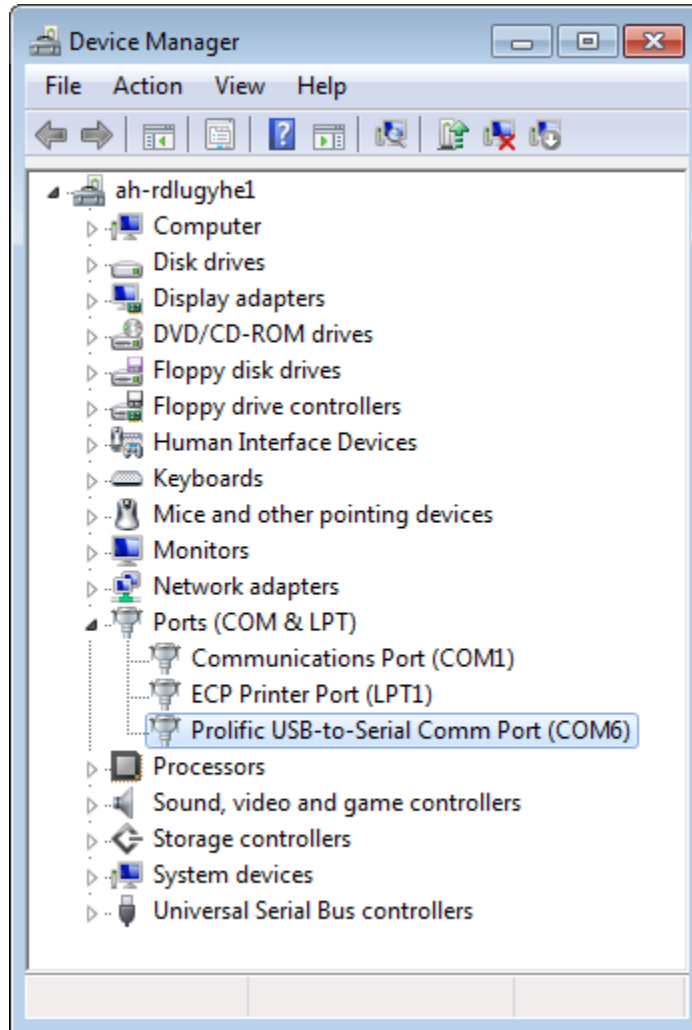 Device Manager
File Action View Help
ah-rdlugyhe1
Computer
Disk drives
Display adapters
DVD/CD-ROM drives
Floppy disk drives
Floppy drive controllers
Human Interface Devices
Keyboards
Mice and other pointing devices
Monitors
Network adapters
Ports (COM & LPT)
Communications Port (COM1)
ECP Printer Port (LPT1)
Prolific USB-to-Serial Comm Port (COM6)
Processors
Sound, video and game controllers
Storage controllers
System devices
Universal Serial Bus controllers